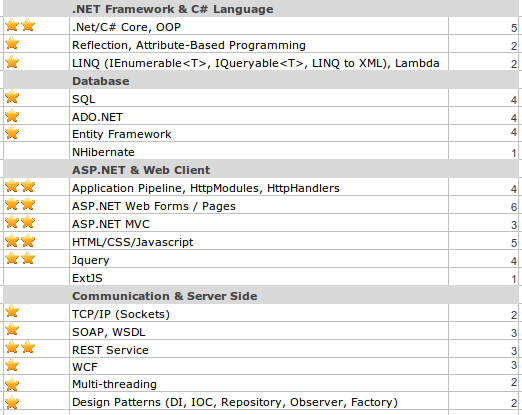 .NET Framework & C# Language
.Net/C# Core, OOP 5
Reflection, Attribute-Based Programming 2
LINQ (IEnumerable<T>, IQueryable<T>, LINQ to XML), Lambda 2
Database
SQL 4
ADO.NET 4
Entity Framework 4
NHibernate 1
ASP.NET & Web Client
Application Pipeline, HttpModules, HttpHandlers 4
ASP.NET Web Forms / Pages 6
ASP.NET MVC 3
HTML/CSS/Javascript 5
Jquery 4
ExtJS 1
Communication & Server Side
TCP/IP (Sockets) 2
SOAP, WSDL 3
REST Service 3
WCF 3
Multi-threading 2
Design Patterns (DI, IOC, Repository, Observer, Factory) 2